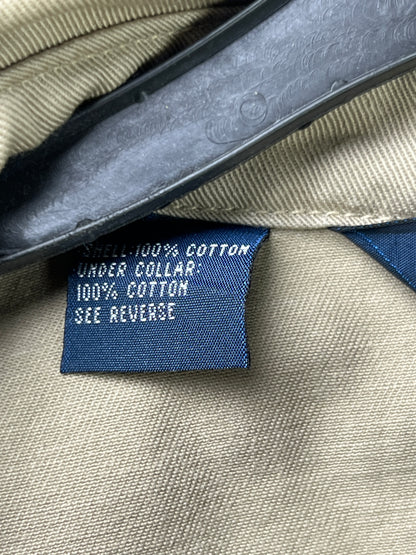 SHELL:100% COTTON
UNDER COLLAR:
100% COTTON
SEE REVERSE